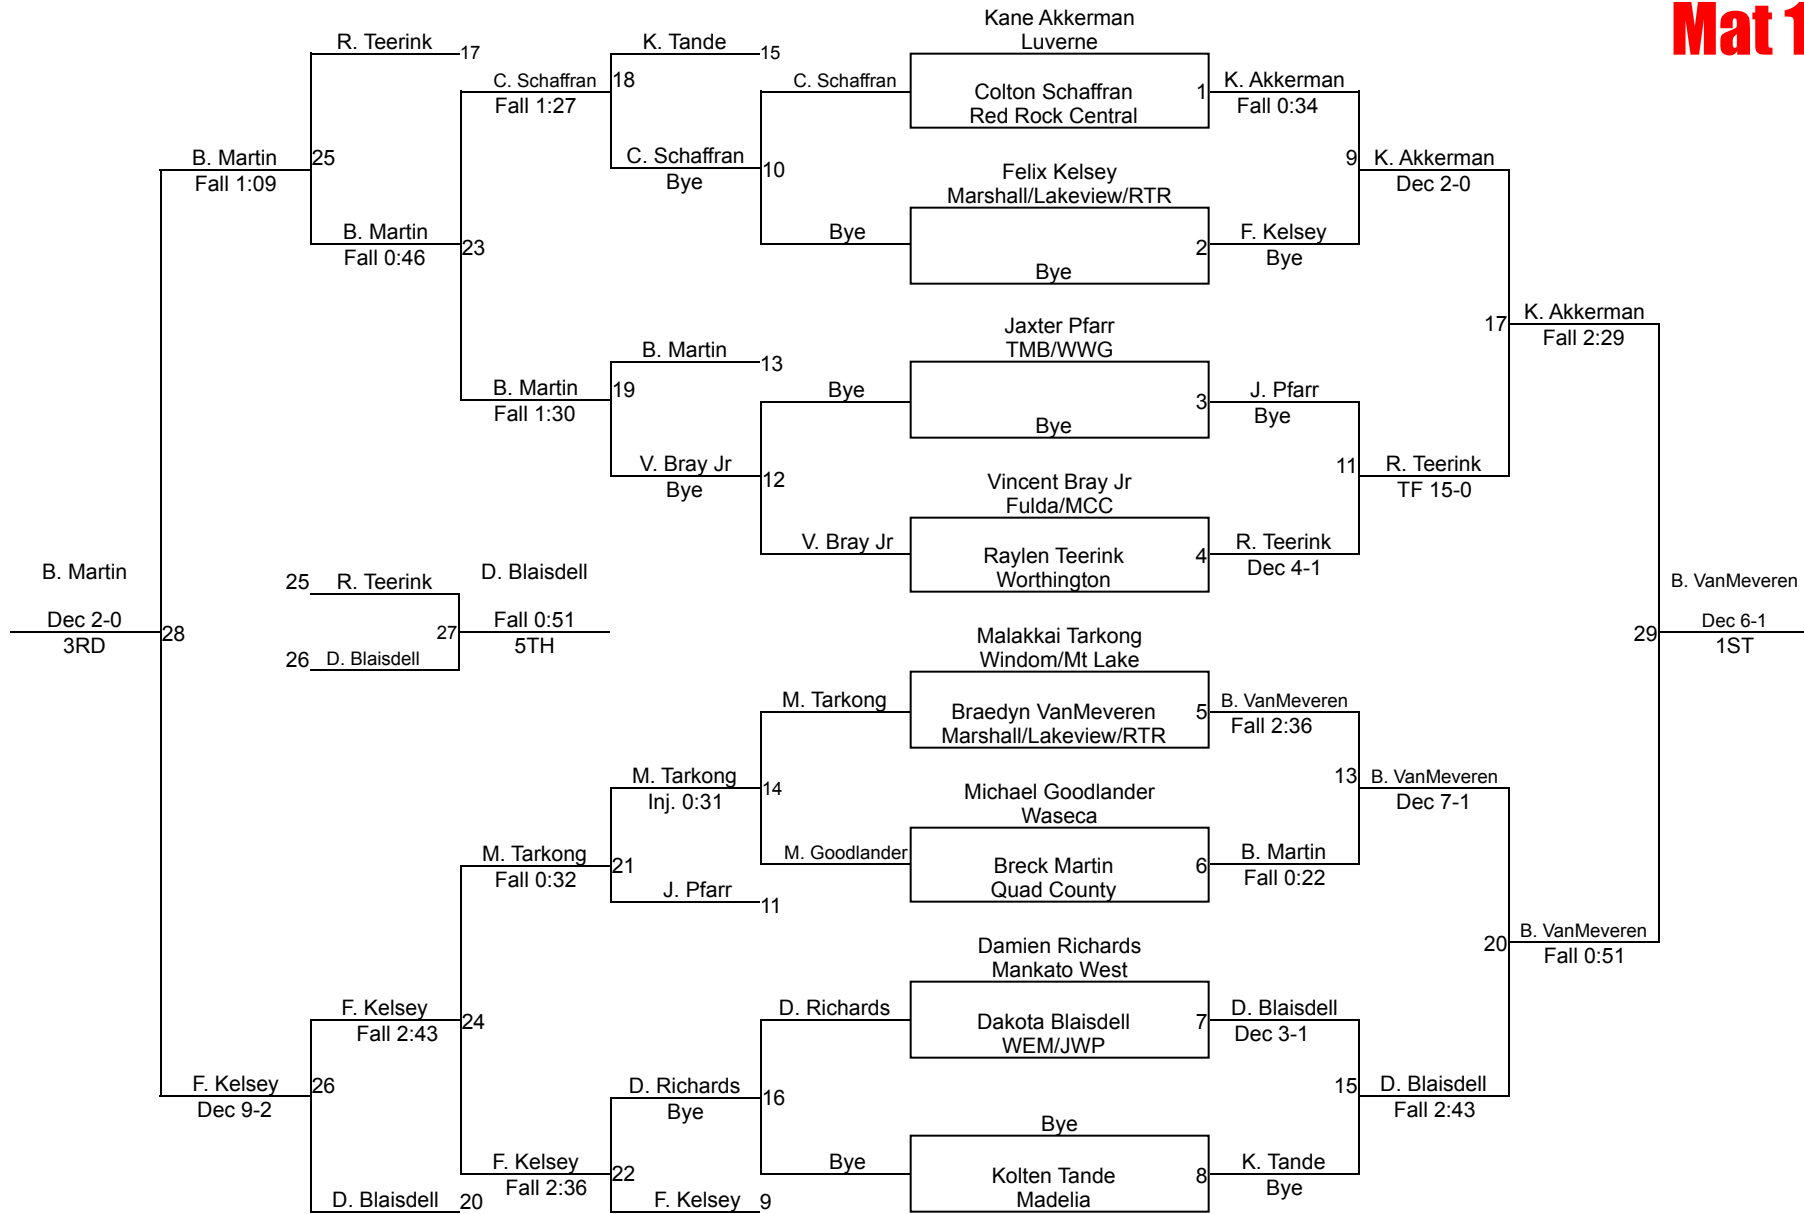 Mat 1
Kane Akkerman
Luverne
R. Teerink
17
K. Tande
15
C. Schaffran
18
Fall 1:27
C. Schaffran
Colton Schaffran
Red Rock Central
1
K. Akkerman
Fall 0:34
B. Martin
25
Fall 1:09
C. Schaffran
10
Bye
Felix Kelsey
Marshall/Lakeview/RTR
9
K. Akkerman
Dec 2-0
B. Martin
23
Fall 0:46
Bye
2
Bye
F. Kelsey
Bye
Jaxter Pfarr
TMB/WWG
17
K. Akkerman
Fall 2:29
B. Martin
13
B. Martin
19
Fall 1:30
Bye
3
Bye
J. Pfarr
Bye
V. Bray Jr
12
Bye
Vincent Bray Jr
Fulda/MCC
11
R. Teerink
TF 15-0
V. Bray Jr
Raylen Teerink
Worthington
4
R. Teerink
Dec 4-1
B. Martin
Dec 2-0
3RD
28
25
R. Teerink
D. Blaisdell
27
Fall 0:51
5TH
26
D. Blaisdell
B. VanMeveren
29
Dec 6-1
1ST
Malakkai Tarkong
Windom/Mt Lake
M. Tarkong
Braedyn VanMeveren
Marshall/Lakeview/RTR
5
B. VanMeveren
Fall 2:36
M. Tarkong
14
Inj. 0:31
Michael Goodlander
Waseca
13
B. VanMeveren
Dec 7-1
M. Tarkong
21
Fall 0:32
M. Goodlander
Breck Martin
Quad County
6
B. Martin
Fall 0:22
J. Pfarr
11
Damien Richards
Mankato West
20
B. VanMeveren
Fall 0:51
F. Kelsey
24
Fall 2:43
D. Richards
Dakota Blaisdell
WEM/JWP
7
D. Blaisdell
Dec 3-1
F. Kelsey
26
Dec 9-2
D. Richards
16
Bye
15
D. Blaisdell
Fall 2:43
Bye
F. Kelsey
22
Fall 2:36
Bye
Kolten Tande
Madelia
8
K. Tande
Bye
D. Blaisdell
20
F. Kelsey
9